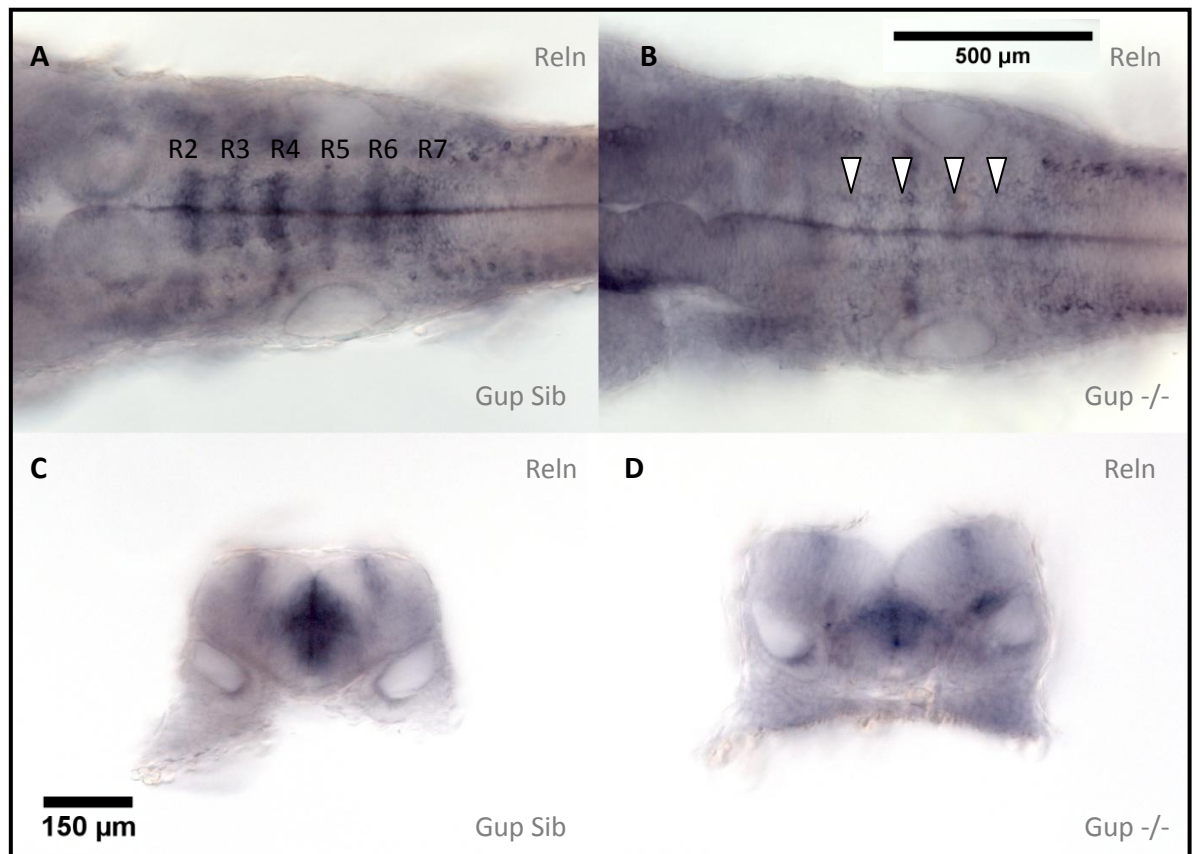 A
Reln
R2 R3 R4 R5 R6 R7
Gup Sib
B
500 µm
Reln
Gup -/-
C
Reln
150 µm
Gup Sib
D
Reln
Gup -/-